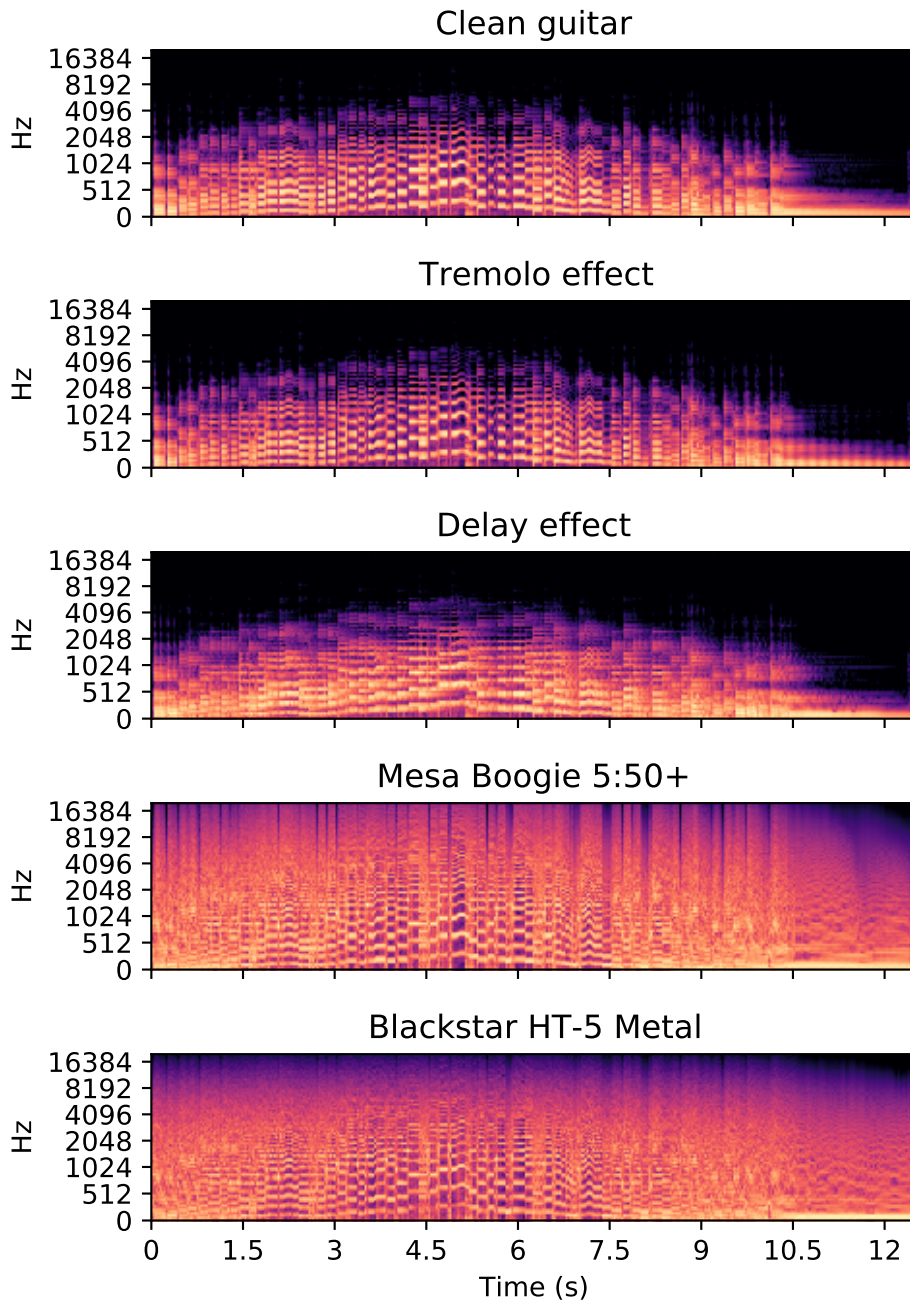 Clean guitar
16384
8192
4096
2048
1024
512
0
Hz
Tremolo effect
16384
8192
4096
2048
1024
512
0
Hz
Delay effect
16384
8192
4096
2048
1024
512
0
Hz
Mesa Boogie 5:50+
16384
8192
4096
2048
1024
512
0
Hz
Blackstar HT-5 Metal
16384
8192
4096
2048
1024
512
0
Hz
0 1.5 3 4.5 6 7.5 9 10.5 12
Time (s)